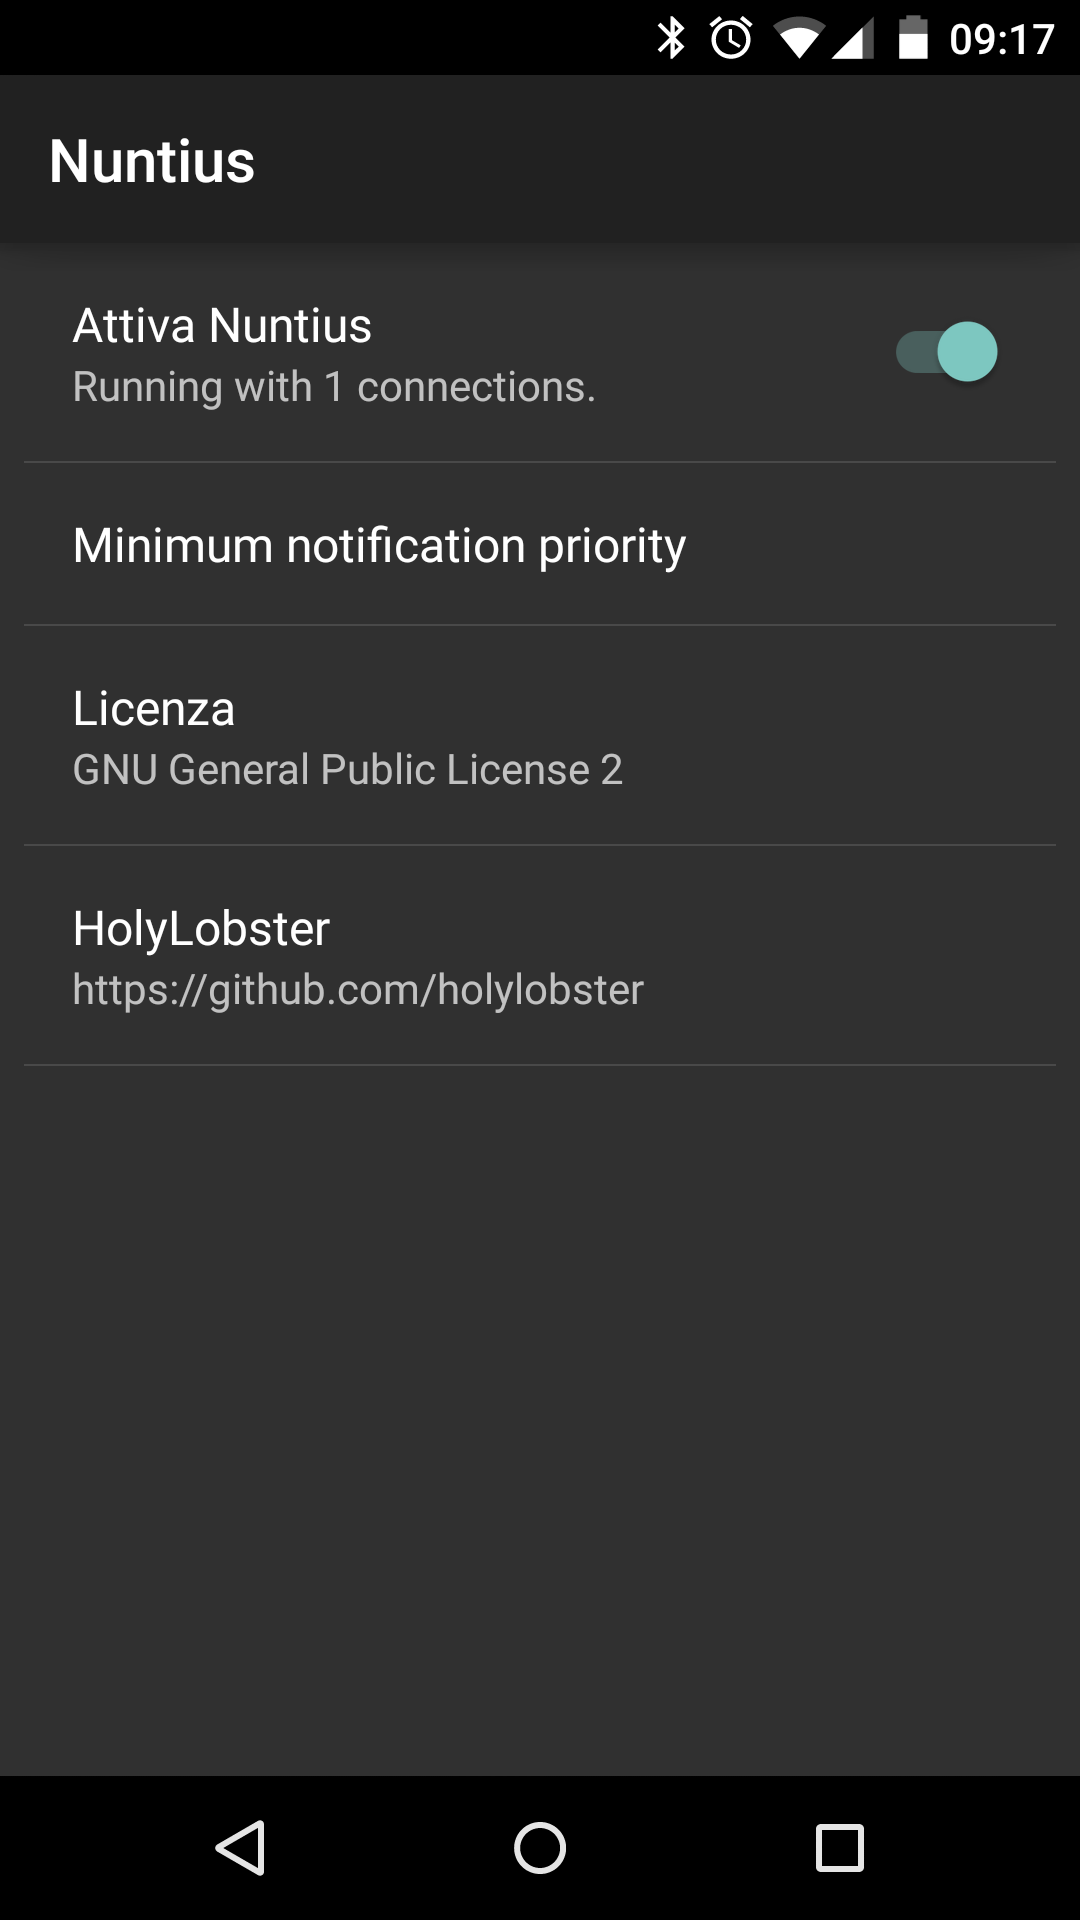 09:17
Nuntius
Attiva Nuntius
Running with 1 connections.
Minimum notification priority
Licenza
GNU General Public License 2
HolyLobster
https://github.com/holylobster